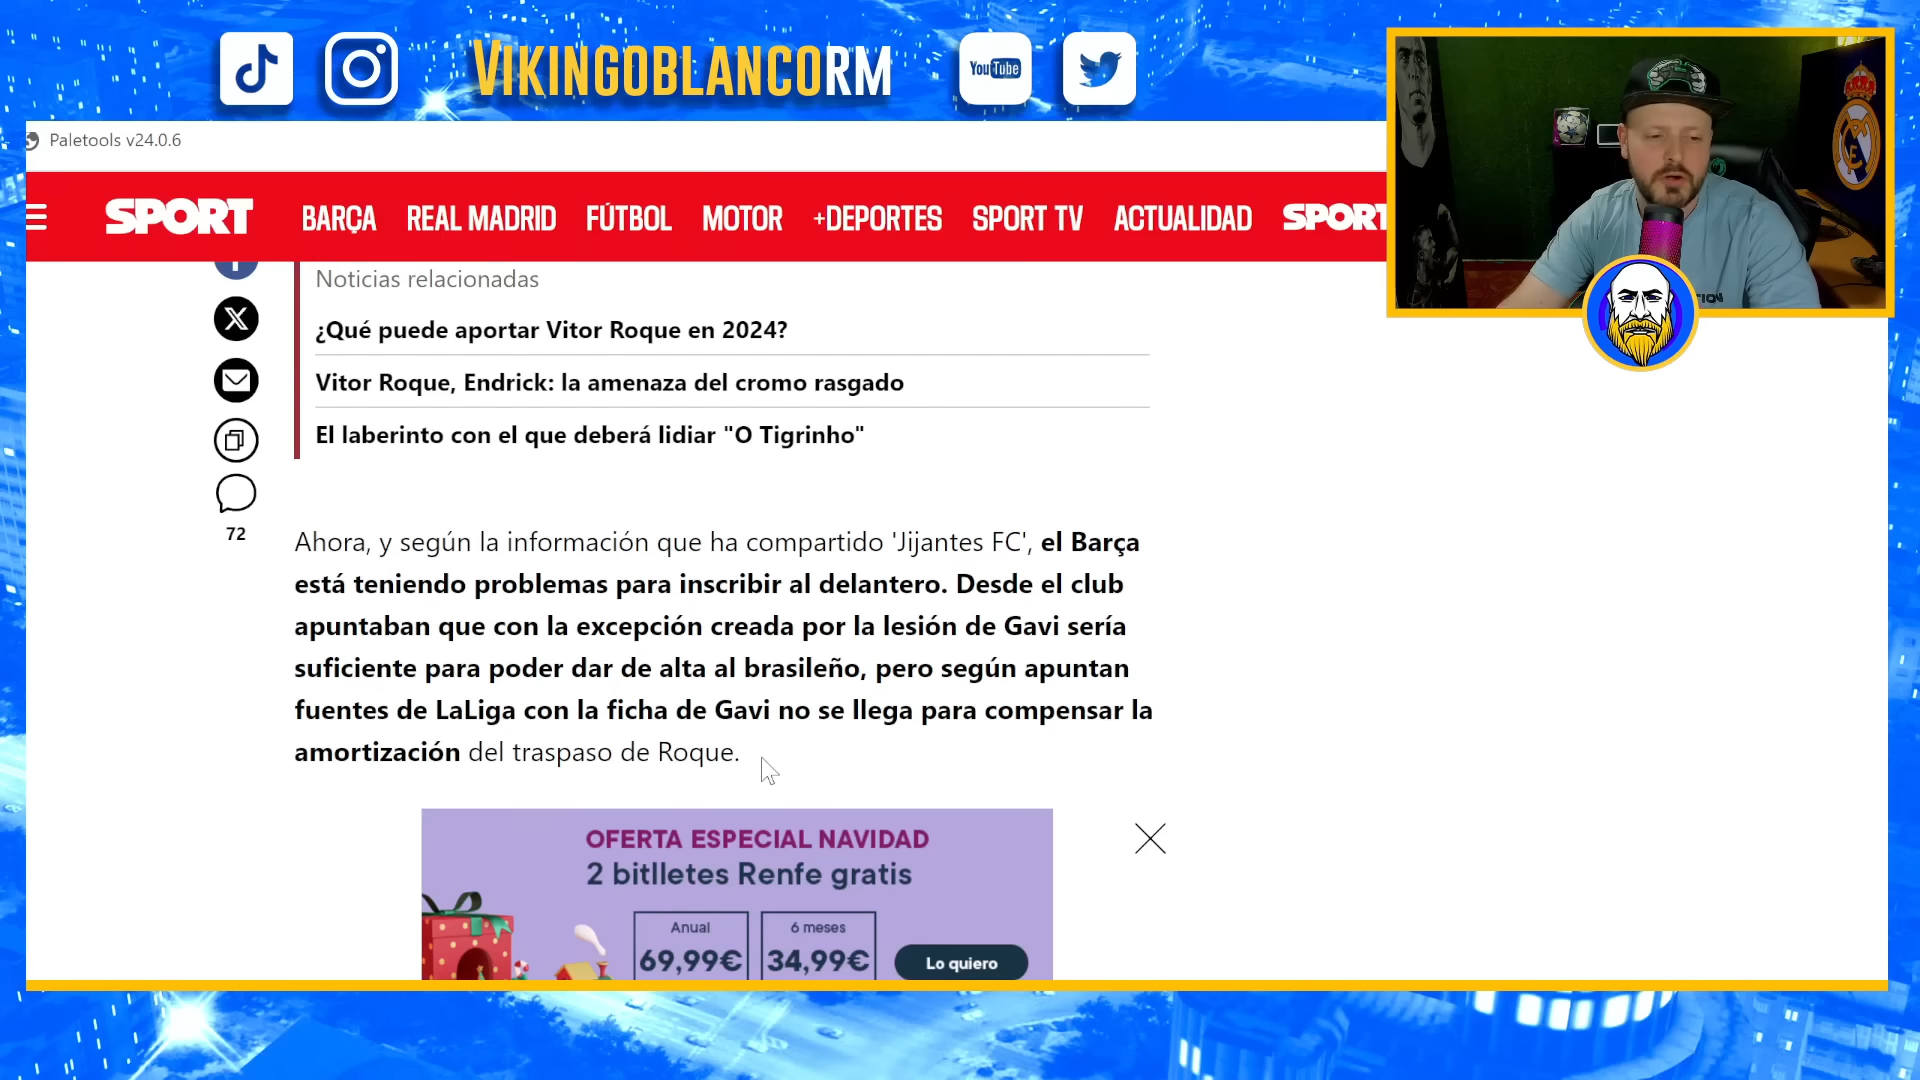 VIKINGOBLANCORM
YouTube
Paletools v24.0.6
SPORT
BARÇA
REAL MADRID
FÚTBOL
MOTOR
+DEPORTES
SPORT TV
ACTUALIDAD
SPORT
Noticias relacionadas
¿Qué puede aportar Vitor Roque en 2024?
Vitor Roque, Endrick: la amenaza del cromo rasgado
El laberinto con el que deberá lidiar "O Tigrinho"
72
Ahora, y según la información que ha compartido 'Jijantes FC', el Barça
está teniendo problemas para inscribir al delantero. Desde el club
apuntaban que con la excepción creada por la lesión de Gavi sería
suficiente para poder dar de alta al brasileño, pero según apuntan
fuentes de LaLiga con la ficha de Gavi no se llega para compensar la
amortización del traspaso de Roque.
OFERTA ESPECIAL NAVIDAD
2 bitlletes Renfe gratis
Anual
69,99€
6 meses
34,99€
Lo quiero